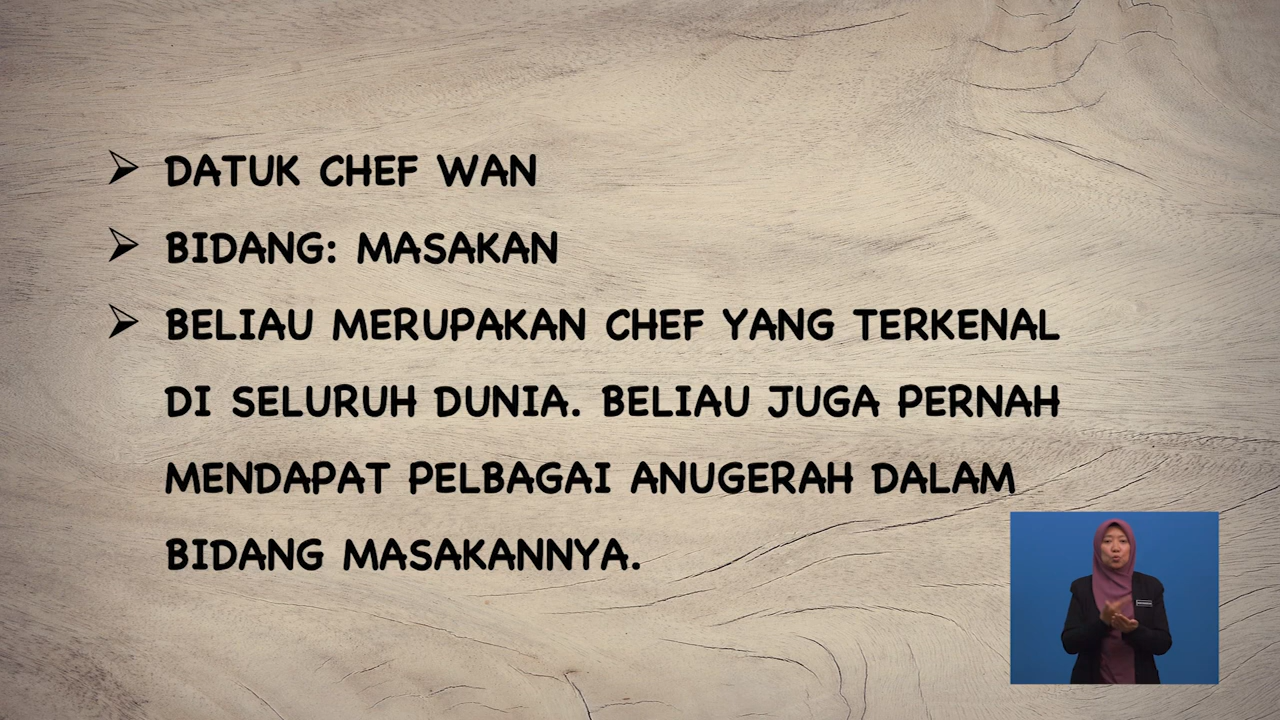 DATUK CHEF WAN
BIDANG: MASAKAN
BELIAU MERUPAKAN CHEF YANG TERKENAL
DI SELURUH DUNIA. BELIAU JUGA PERNAH
MENDAPAT PELBAGAI ANUGERAH DALAM
BIDANG MASAKANNYA.